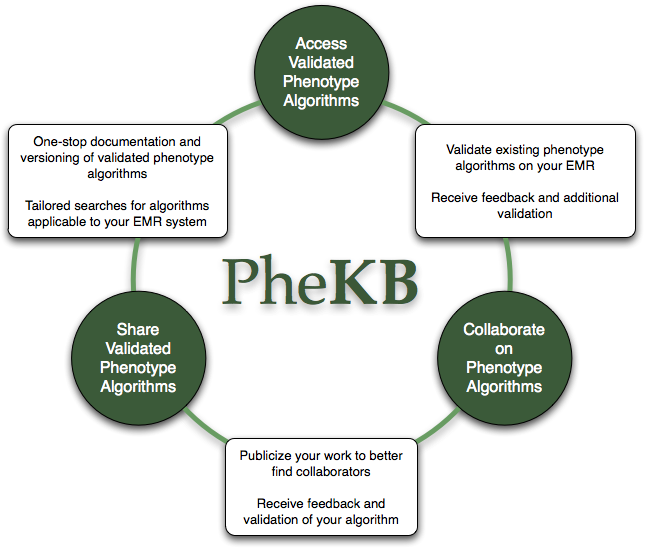 Access
Validated
Phenotype
Algorithms
One-stop documentation and
versioning of validated phenotype
algorithms
Tailored searches for algorithms
applicable to your EMR system
Validate existing phenotype
algorithms on your EMR
Receive feedback and additional
validation
PheKB
Share
Validated
Phenotype
Algorithms
Collaborate
on
Phenotype
Algorithms
Publicize your work to better
find collaborators
Receive feedback and
validation of your algorithm